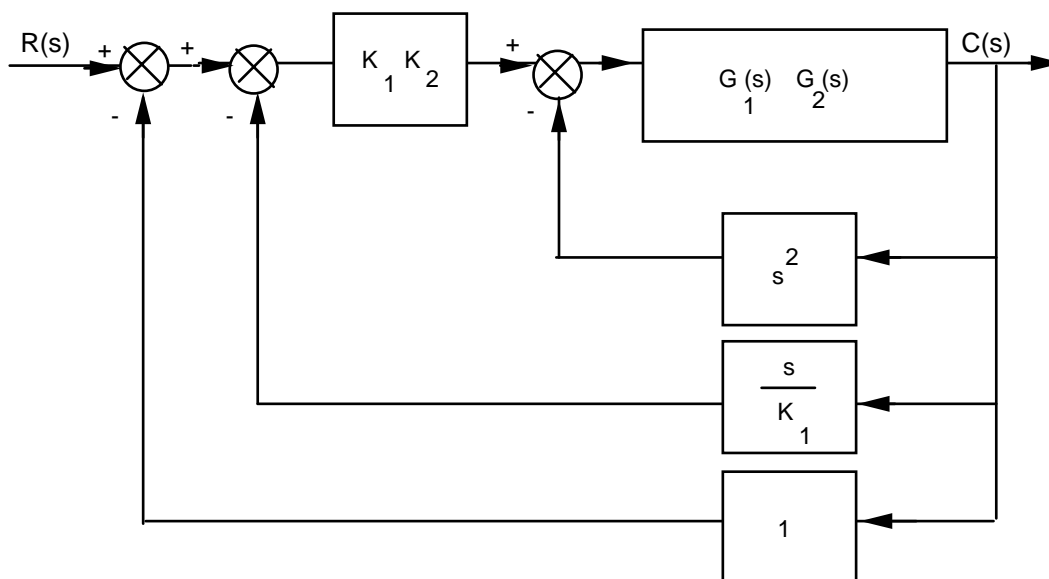 R(s) + + K1 K2 + G1(s) G2(s) C(s)
- - -
s2
s
K1
1